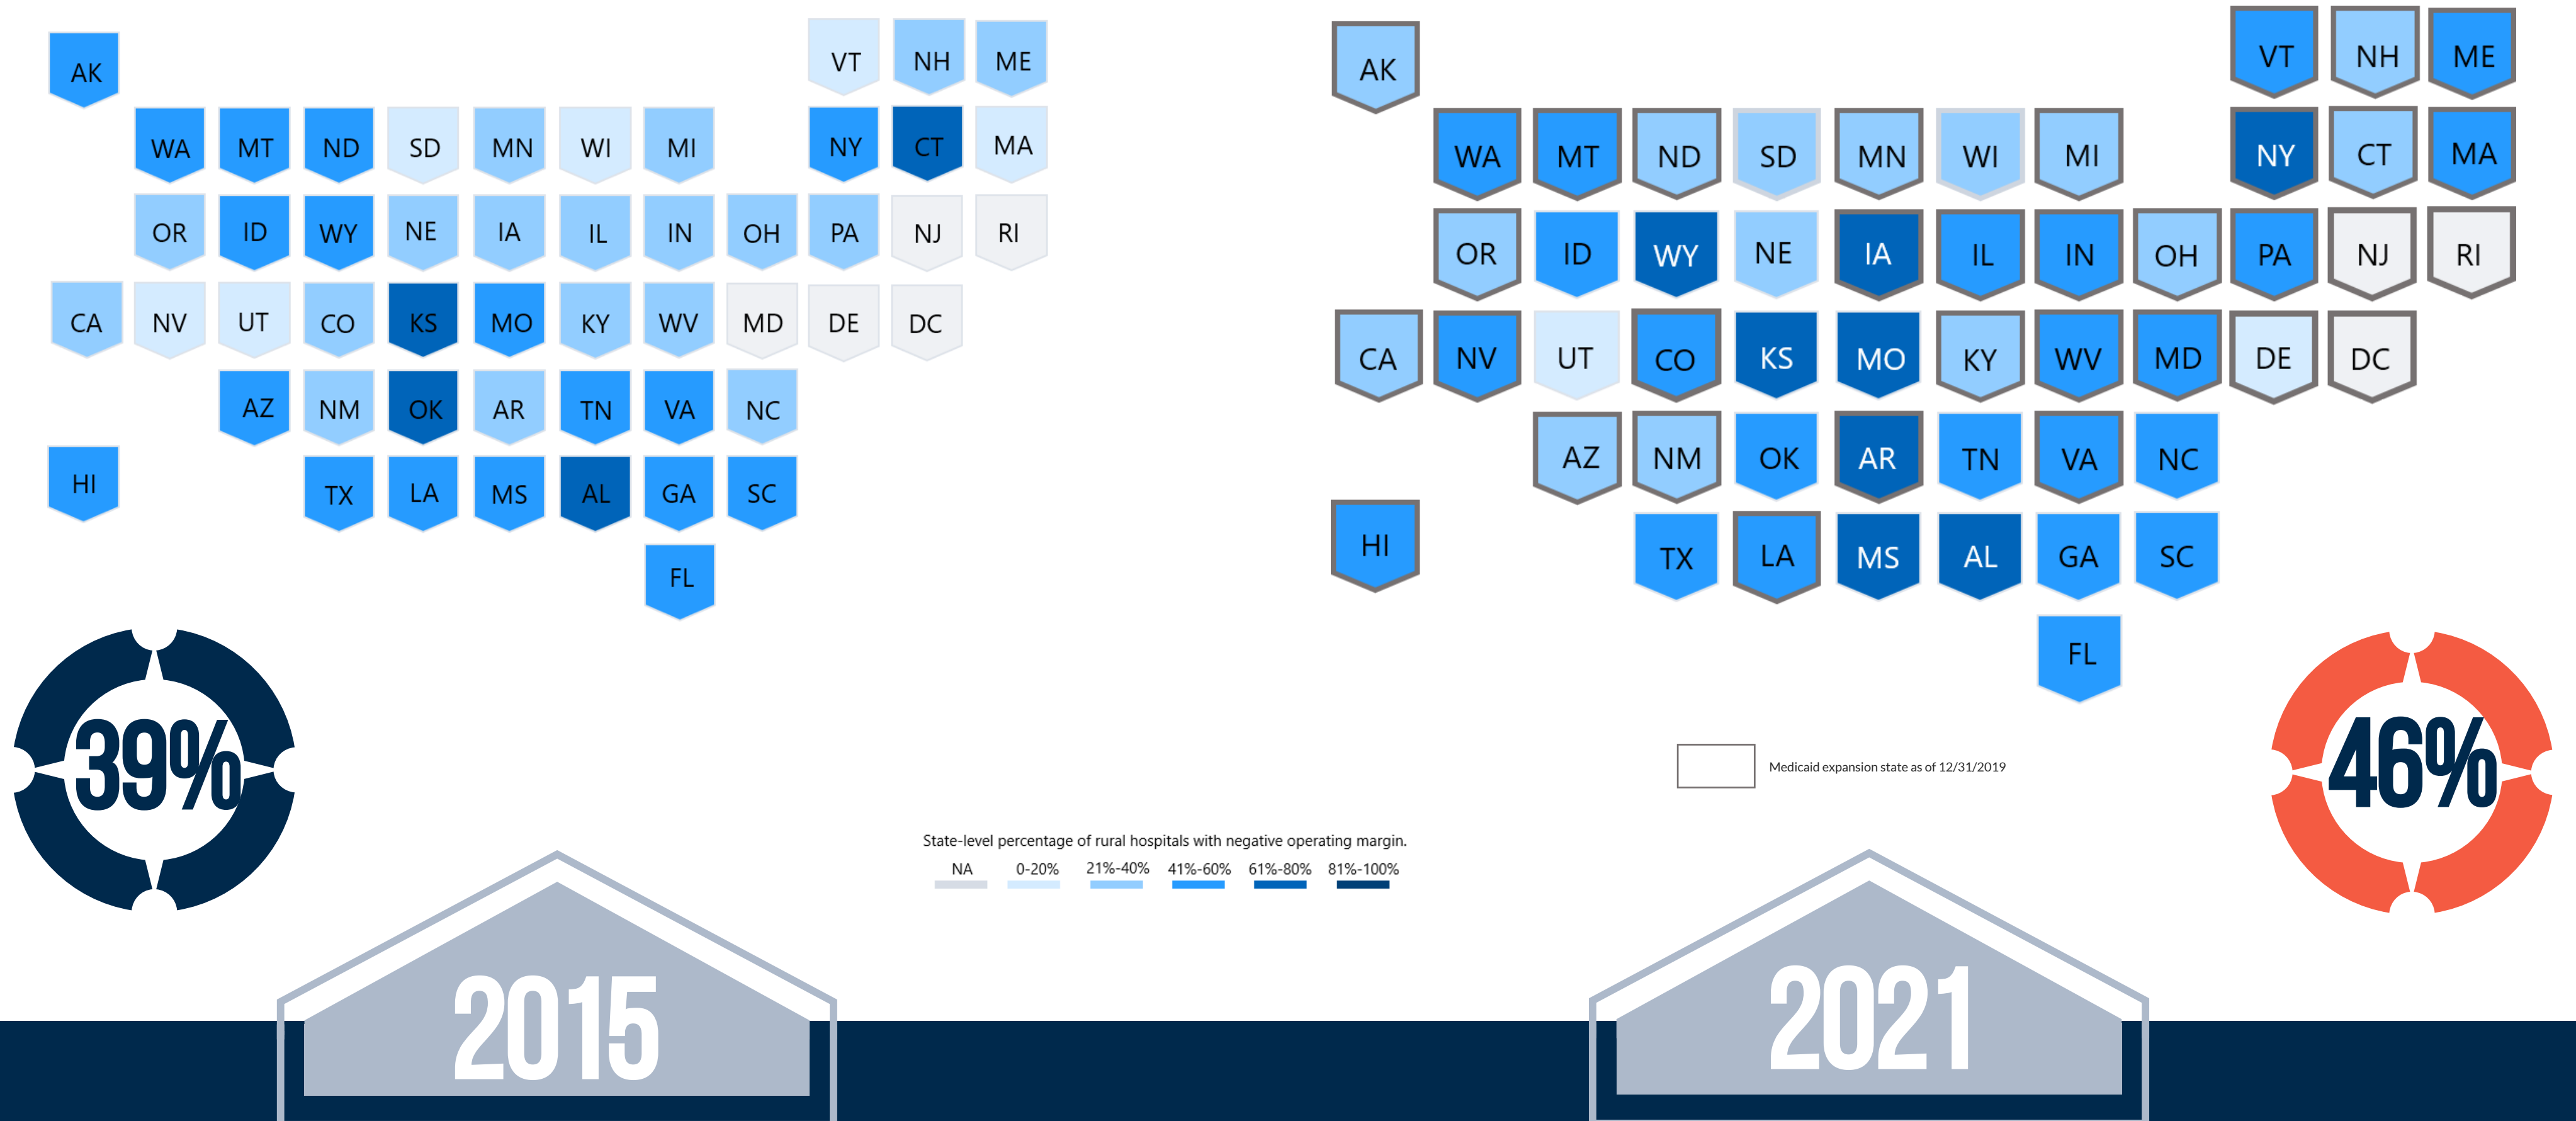 AK VT NH ME
WA MT ND SD MN WI MI NY CT MA
OR ID WY NE IA IL IN OH PA NJ RI
CA NV UT CO KS MO KY WV MD DE DC
AZ NM OK AR TN VA NC
HI TX LA MS AL GA SC
FL
39%
2015
AK VT NH ME
WA MT ND SD MN WI MI NY CT MA
OR ID WY NE IA IL IN OH PA NJ RI
CA NV UT CO KS MO KY WV MD DE DC
AZ NM OK AR TN VA NC
HI TX LA MS AL GA SC
FL
Medicaid expansion state as of 12/31/2019
46%
State-level percentage of rural hospitals with negative operating margin.
NA 0-20% 21%-40% 41%-60% 61%-80% 81%-100%
2021